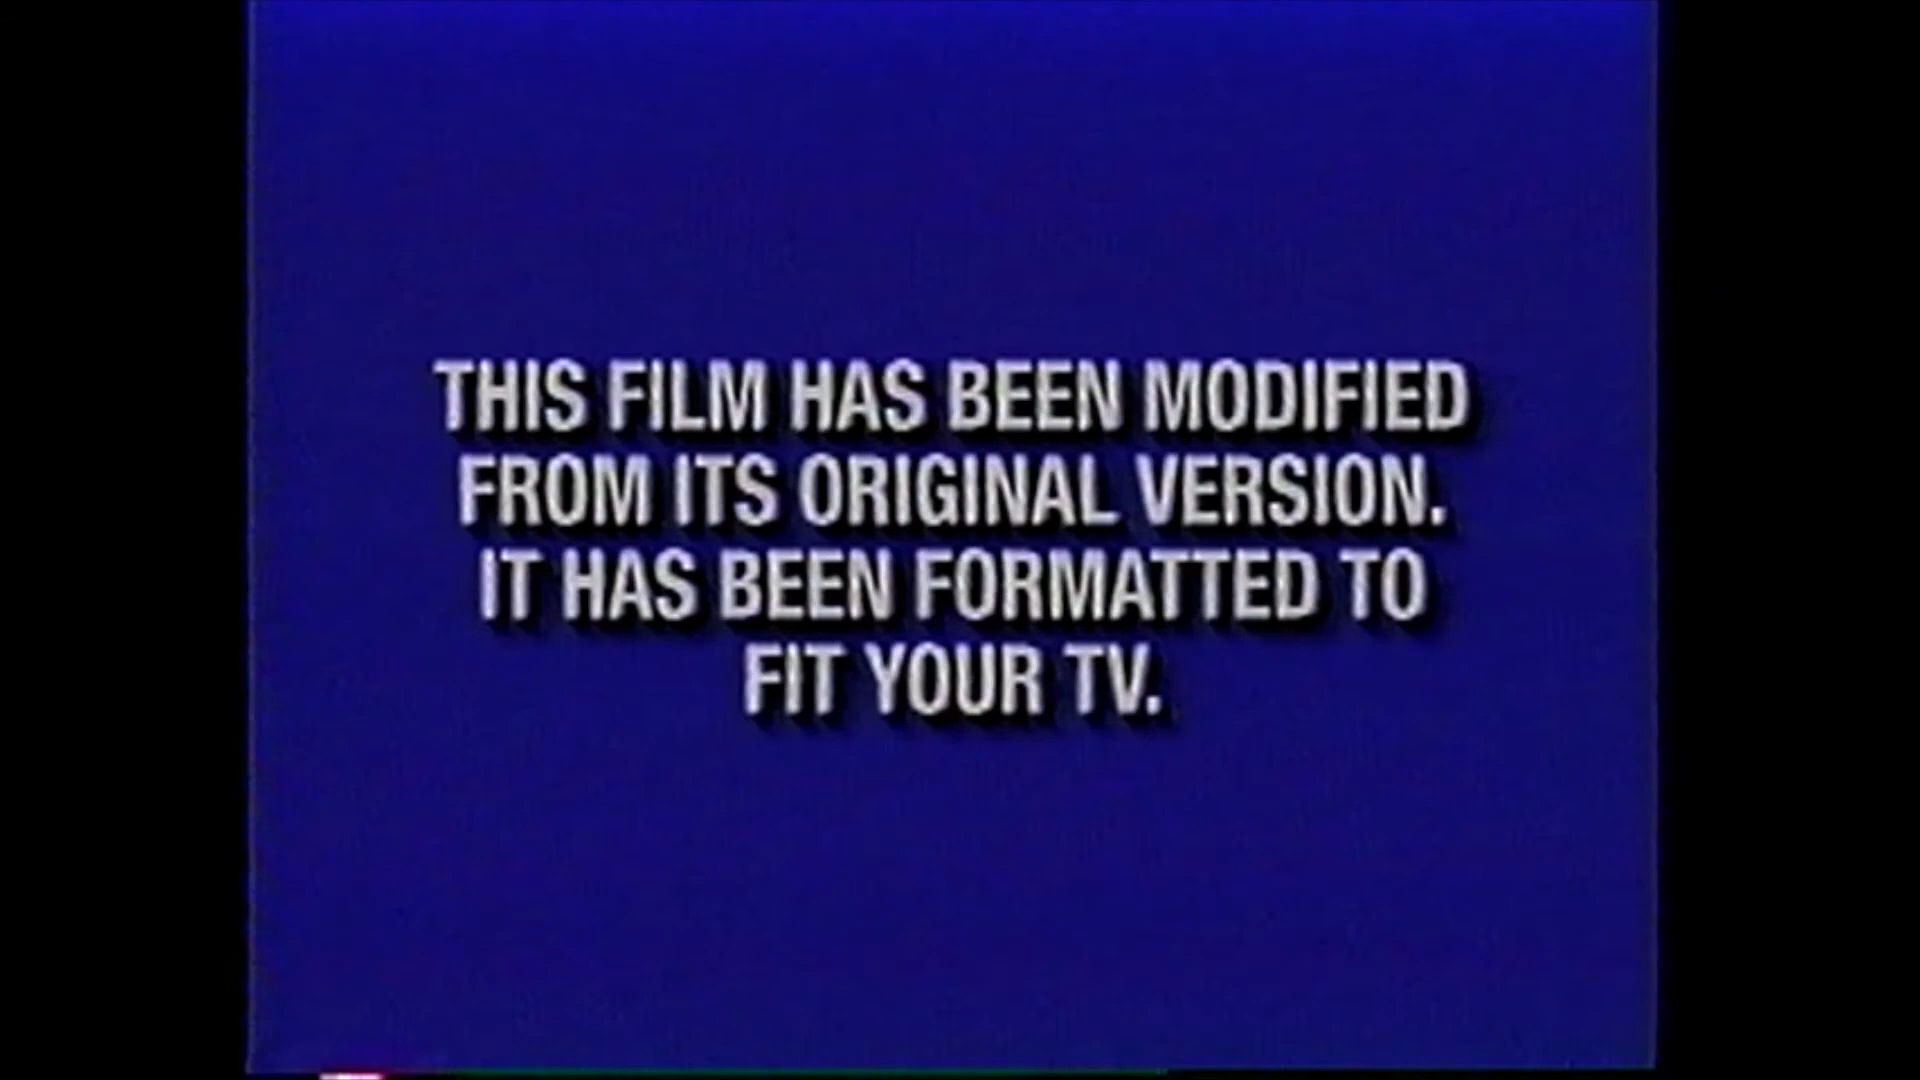 THIS FILM HAS BEEN MODIFIED
FROM ITS ORIGINAL VERSION.
IT HAS BEEN FORMATTED TO
FIT YOUR TV.